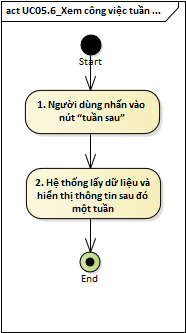 act UC05.6_Xem công việc tuần ...
Start
1. Người dùng nhấn vào
nút “tuần sau”
2. Hệ thống lấy dữ liệu và
hiển thị thông tin sau đó
một tuần
End